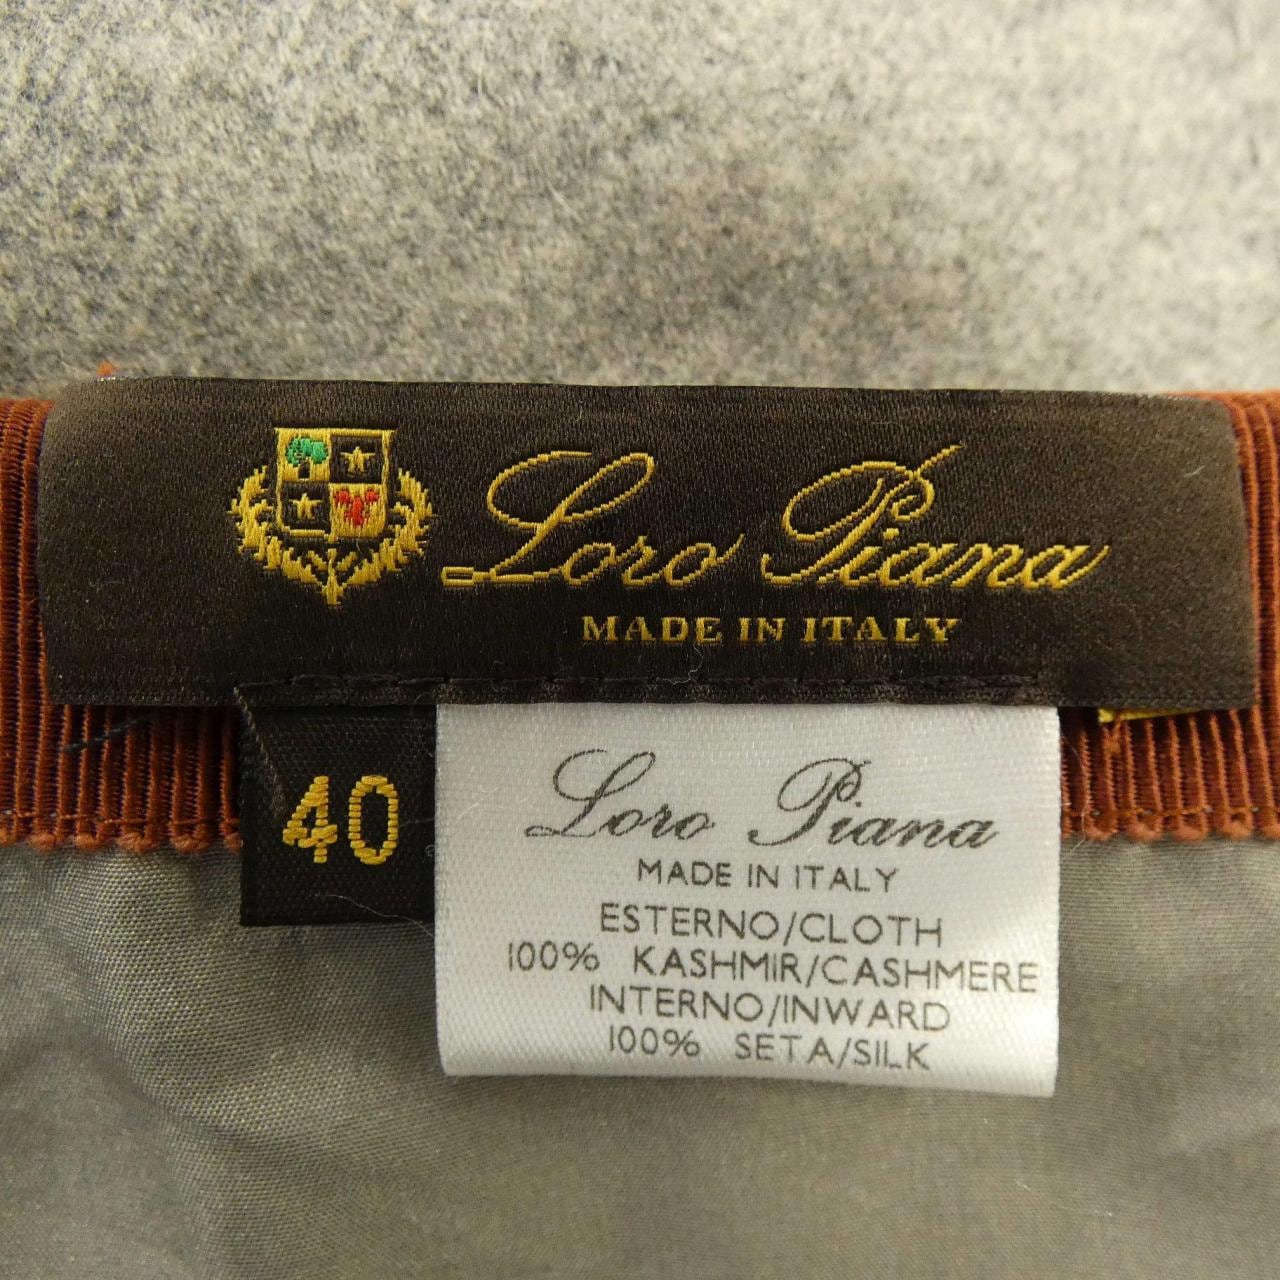 Loro Piana
MADE IN ITALY
40
Loro Piana
MADE IN ITALY
ESTERNO/CLOTH
100% KASHMIR/CASHMERE
INTERNO/INWARD
100% SETA/SILK